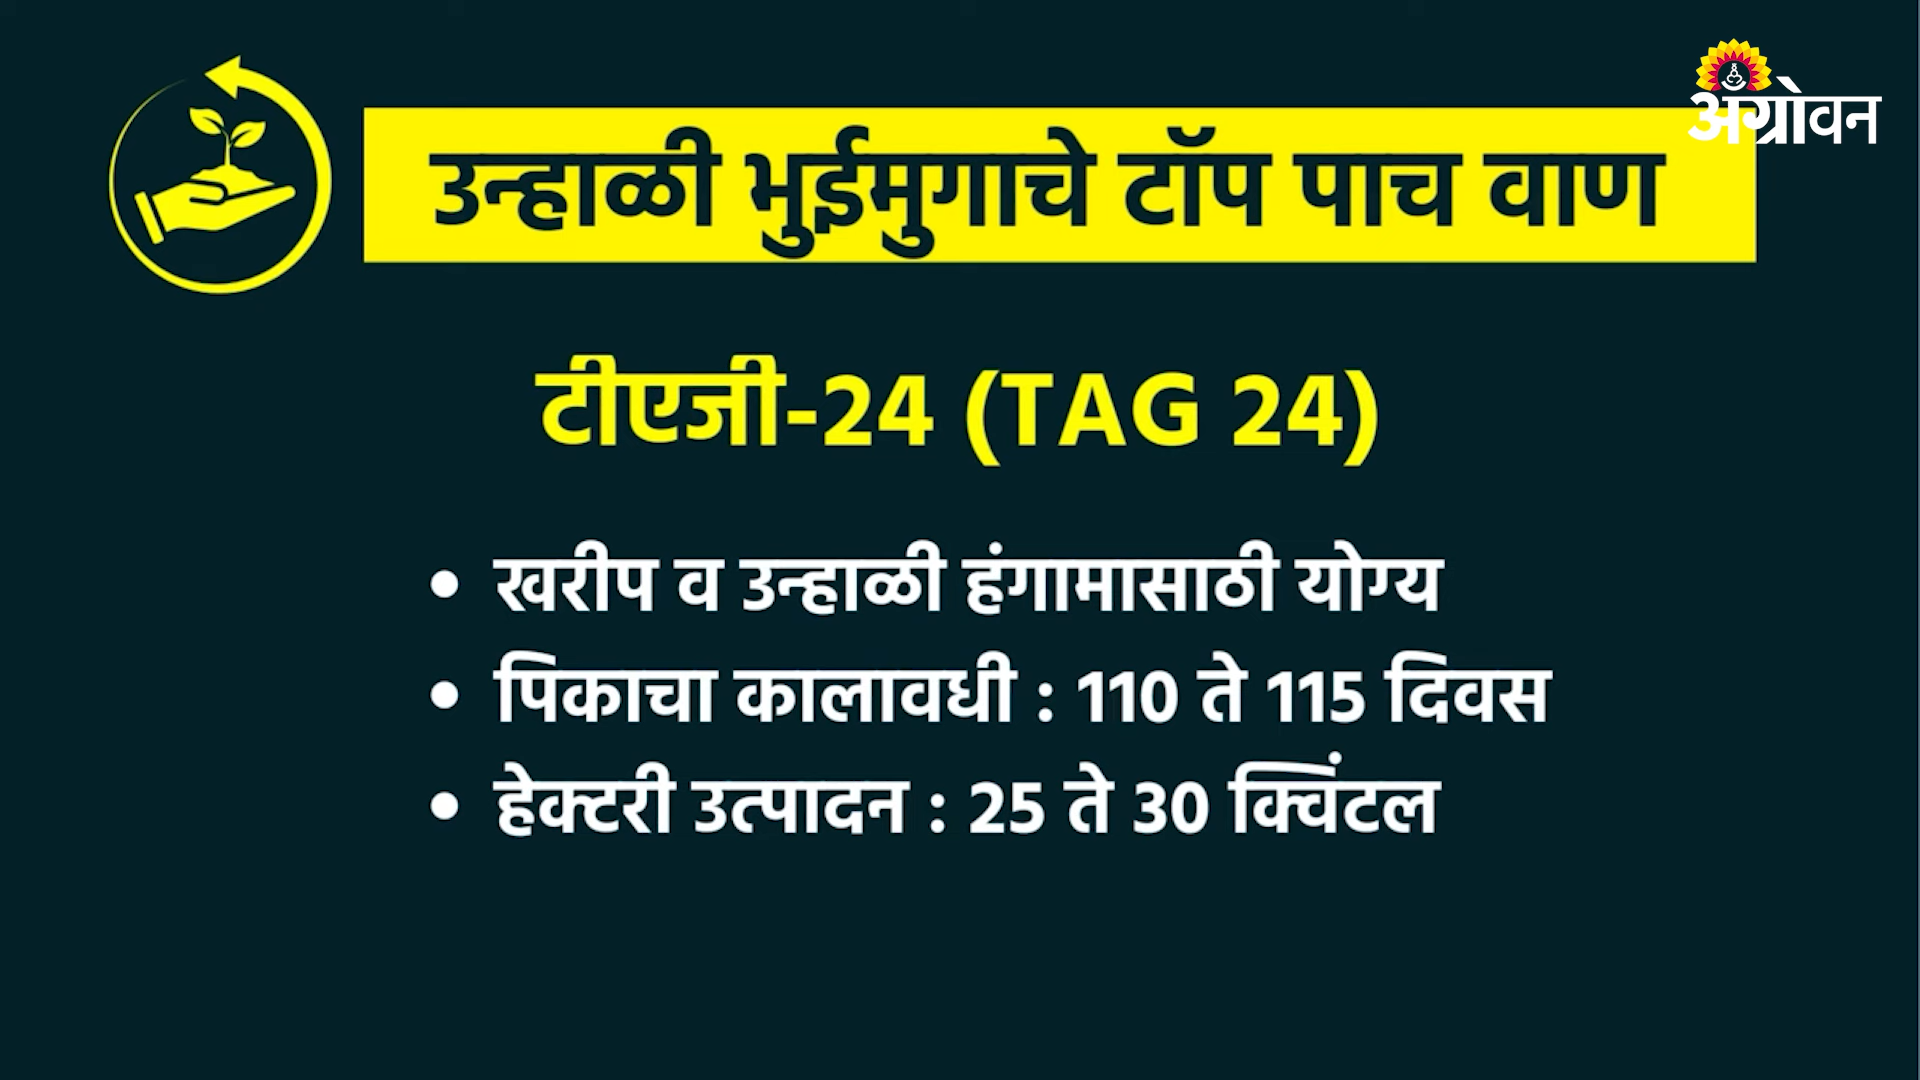 अॅग्रोवन
उन्हाळी भुईमुगाचे टॉप पाच वाण
टीएजी-24 (TAG 24)
• खरीप व उन्हाळी हंगामासाठी योग्य
• पिकाचा कालावधी : 110 ते 115 दिवस
• हेक्टरी उत्पादन : 25 ते 30 क्विंटल